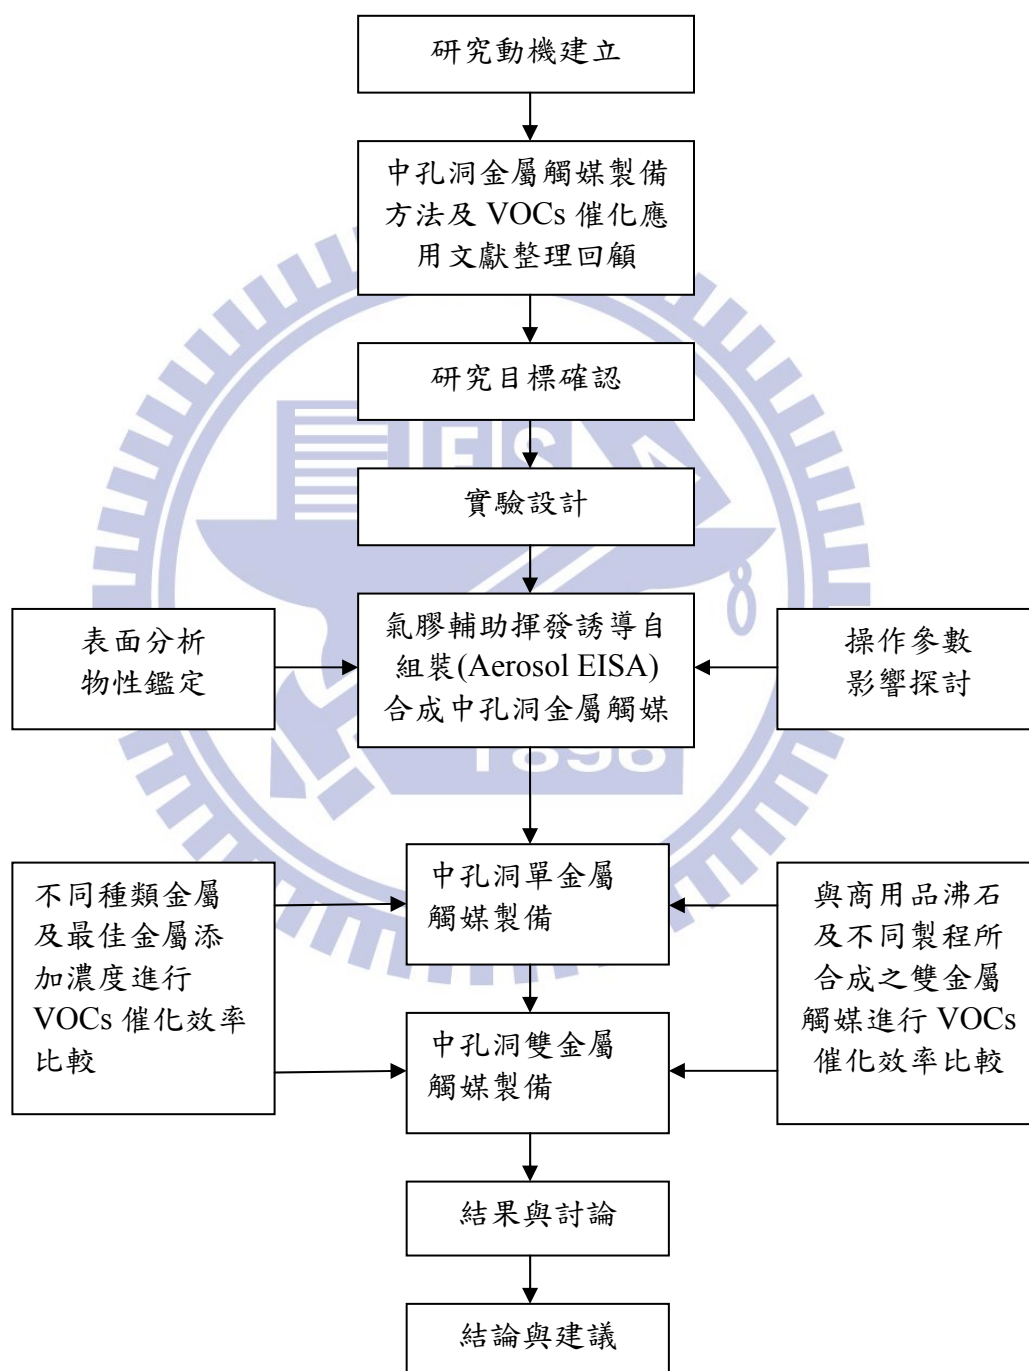 研究動機建立
中孔洞金屬觸媒製備
方法及 VOCs 催化應
用文獻整理回顧
研究目標確認
IESA
實驗設計
表面分析
物性鑑定
氣膠輔助揮發誘導自
組裝(Aerosol EISA)
合成中孔洞金屬觸媒
操作參數
影響探討
1896
不同種類金屬
及最佳金屬添
加濃度進行
VOCs 催化效率
比較
中孔洞單金屬
觸媒製備
與商用品沸石
及不同製程所
合成之雙金屬
觸媒進行 VOCs
催化效率比較
中孔洞雙金屬
觸媒製備
結果與討論
結論與建議